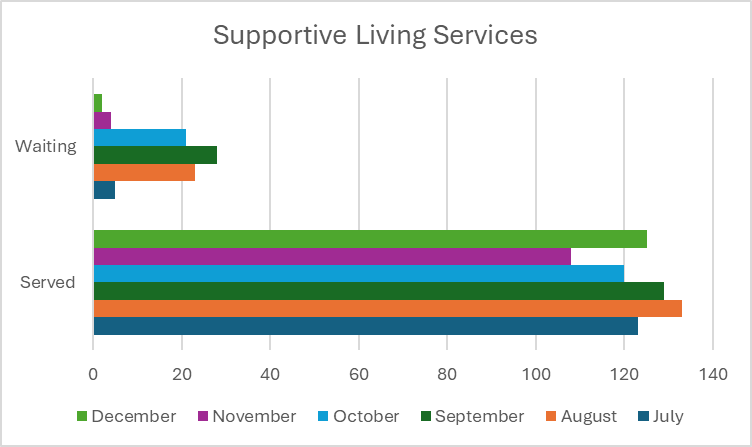 Supportive Living Services
Waiting
Served
0 20 40 60 80 100 120 140
December November October September August July